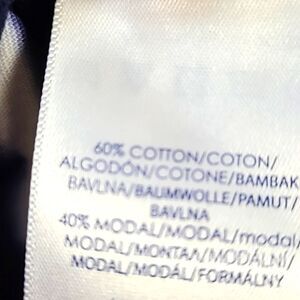 60% COTTON/COTON/
ALGODÓN/COTONE/BAMBAK
BAVLNA/BAUMWOLLE/PAMUT/
BAVLNA
40% MODAL/MODAL/modal/
MODAL/МОНТАЛ/MODÁLNÍ/
MODAL/MODÁL/FORMÁLNY